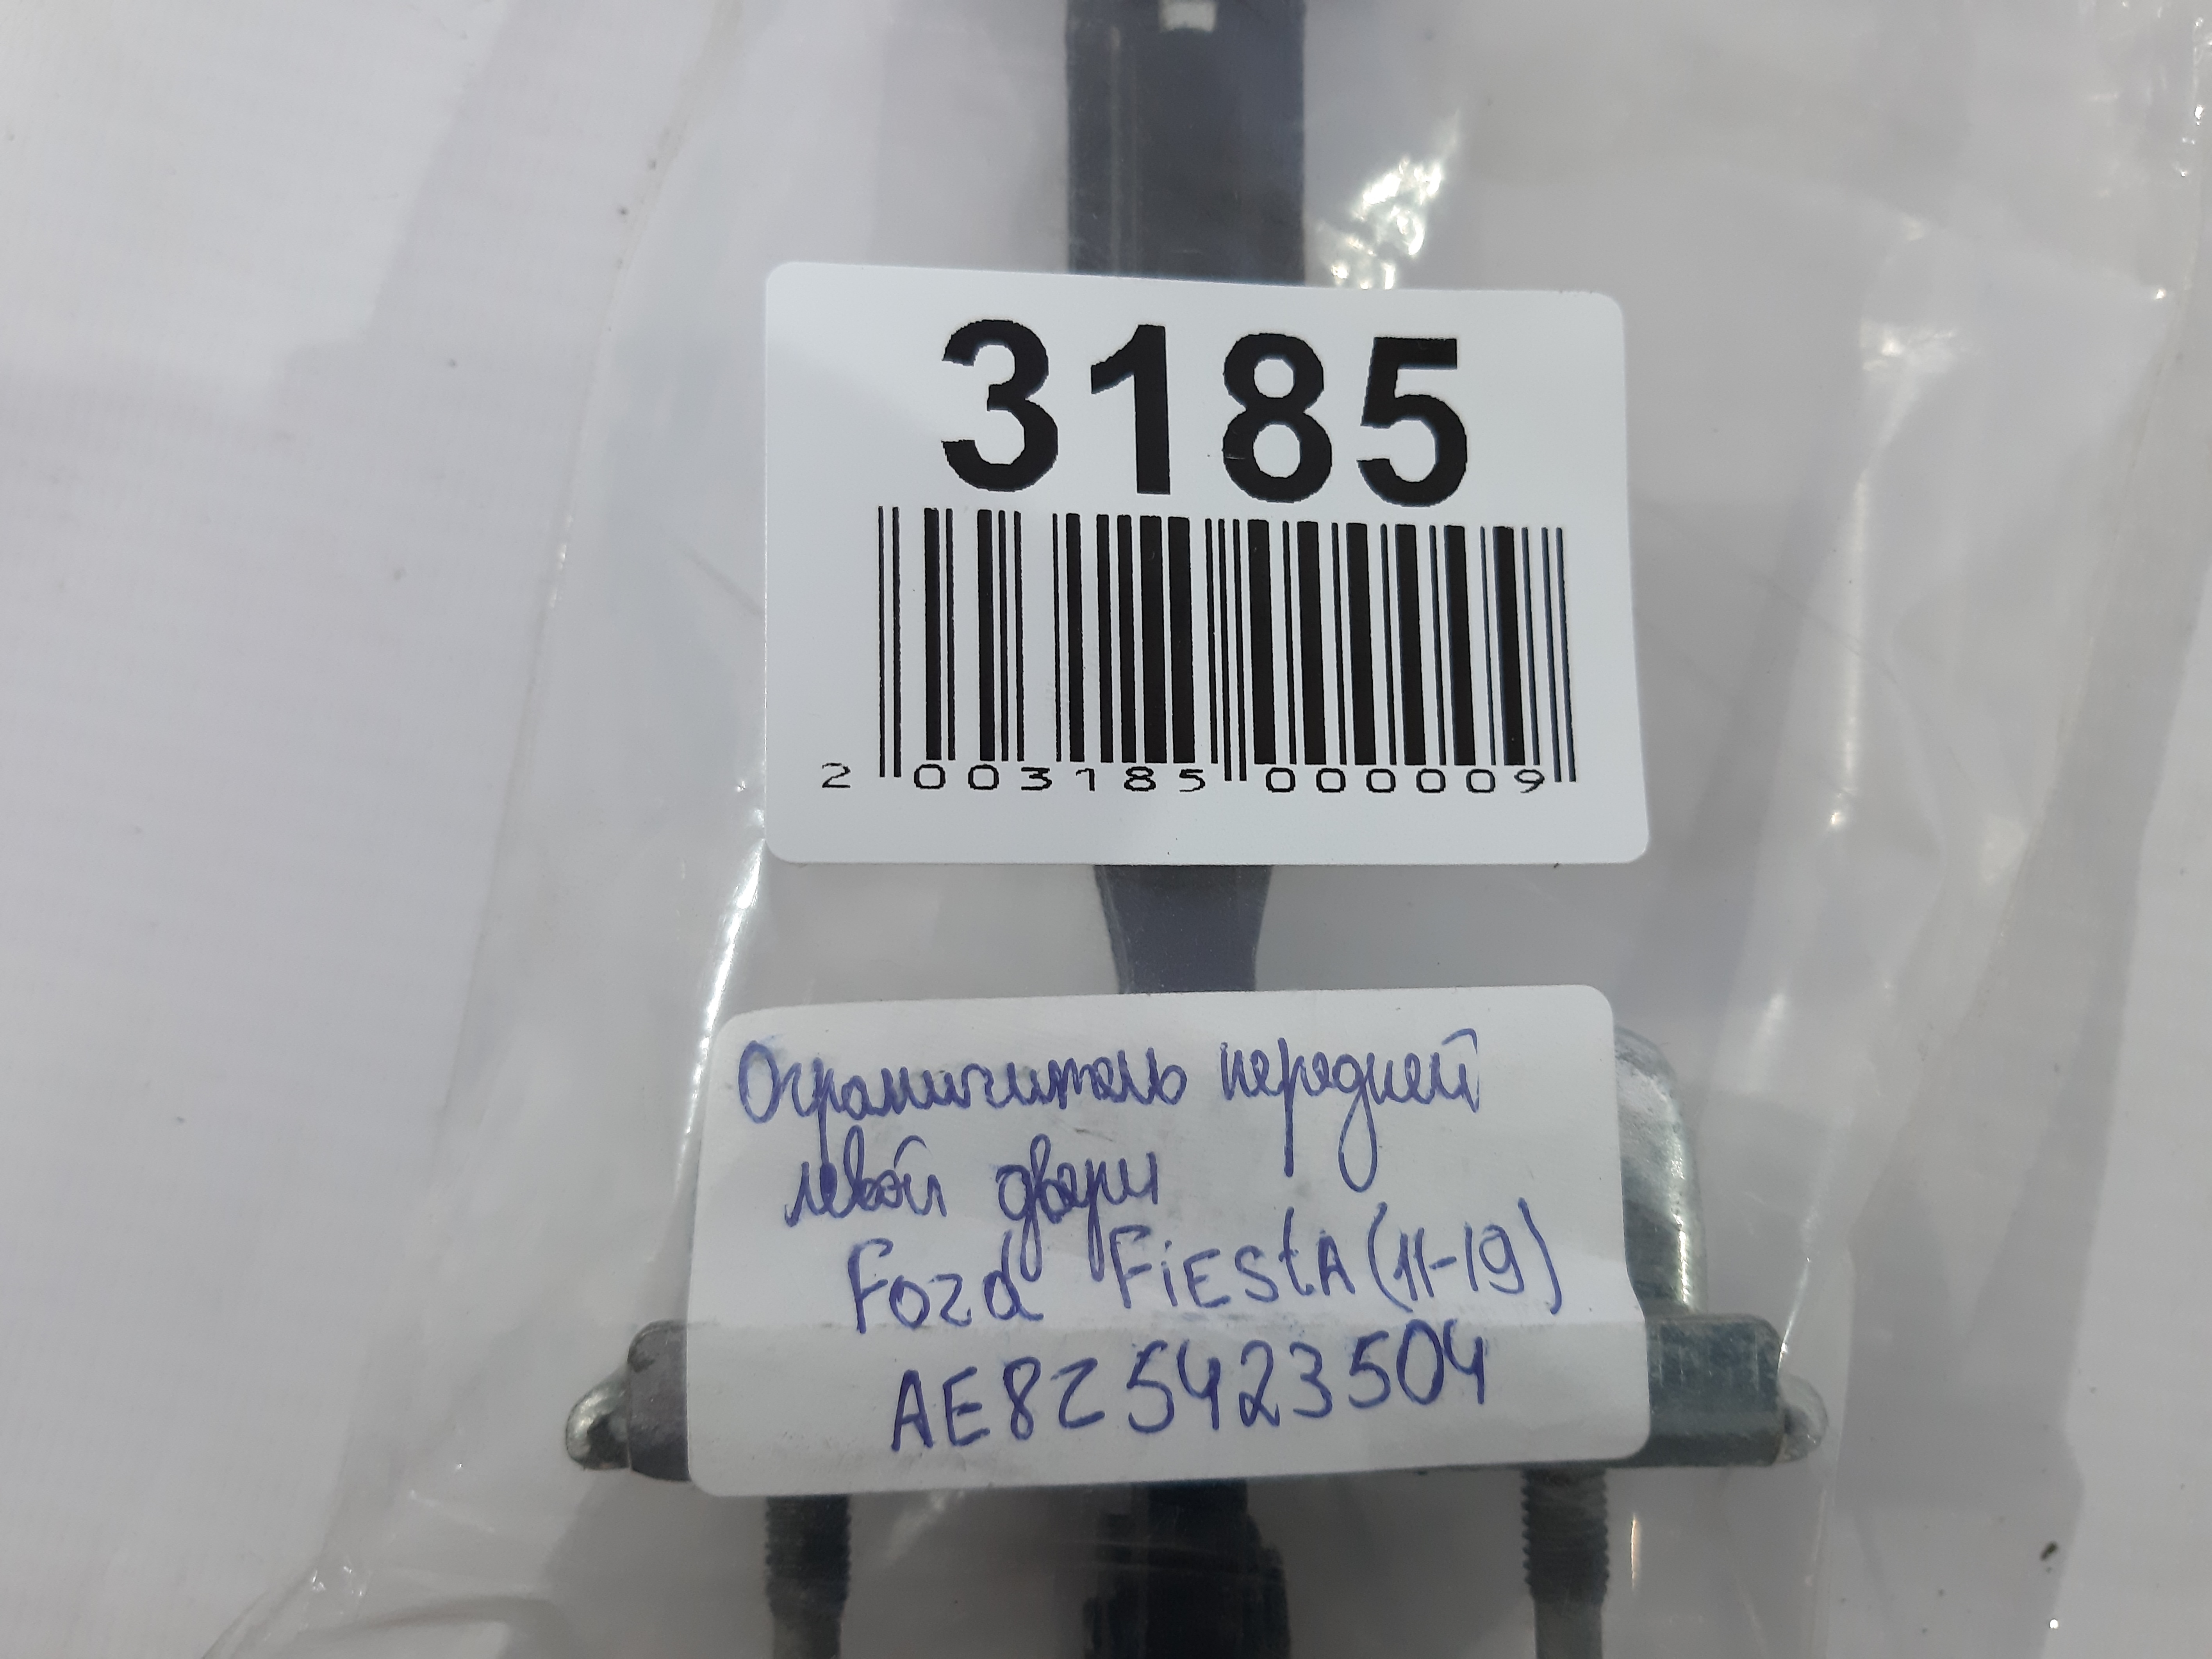 3185
2 003185 000009
Ограничитель передней
левой двери
Ford FiEStA (11-19)
AE8Z5423504